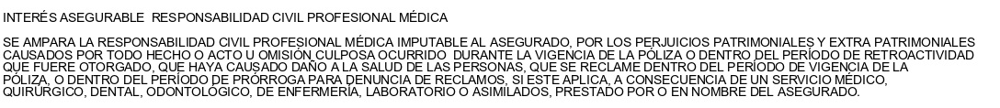 INTERÉS ASEGURABLE  RESPONSABILIDAD CIVIL PROFESIONAL MÉDICA
SE AMPARA LA RESPONSABILIDAD CIVIL PROFESIONAL MÉDICA IMPUTABLE AL ASEGURADO, POR LOS PERJUICIOS PATRIMONIALES Y EXTRA PATRIMONIALES
CAUSADOS POR TODO HECHO O ACTO U OMISIÓN CULPOSA OCURRIDO  DURANTE LA VIGENCIA DE LA PÓLIZA O DENTRO DEL PERÍODO DE RETROACTIVIDAD
QUE FUERE OTORGADO, QUE HAYA CAUSADO DAÑO A LA SALUD DE LAS PERSONAS, QUE SE RECLAME DENTRO DEL PERÍODO DE VIGENCIA DE LA
PÓLIZA, O DENTRO DEL PERÍODO DE PRÓRROGA PARA DENUNCIA DE RECLAMOS, SI ESTE APLICA, A CONSECUENCIA DE UN SERVICIO MÉDICO,
QUIRÚRGICO, DENTAL, ODONTOLÓGICO, DE ENFERMERÍA, LABORATORIO O ASIMILADOS, PRESTADO POR O EN NOMBRE DEL ASEGURADO.